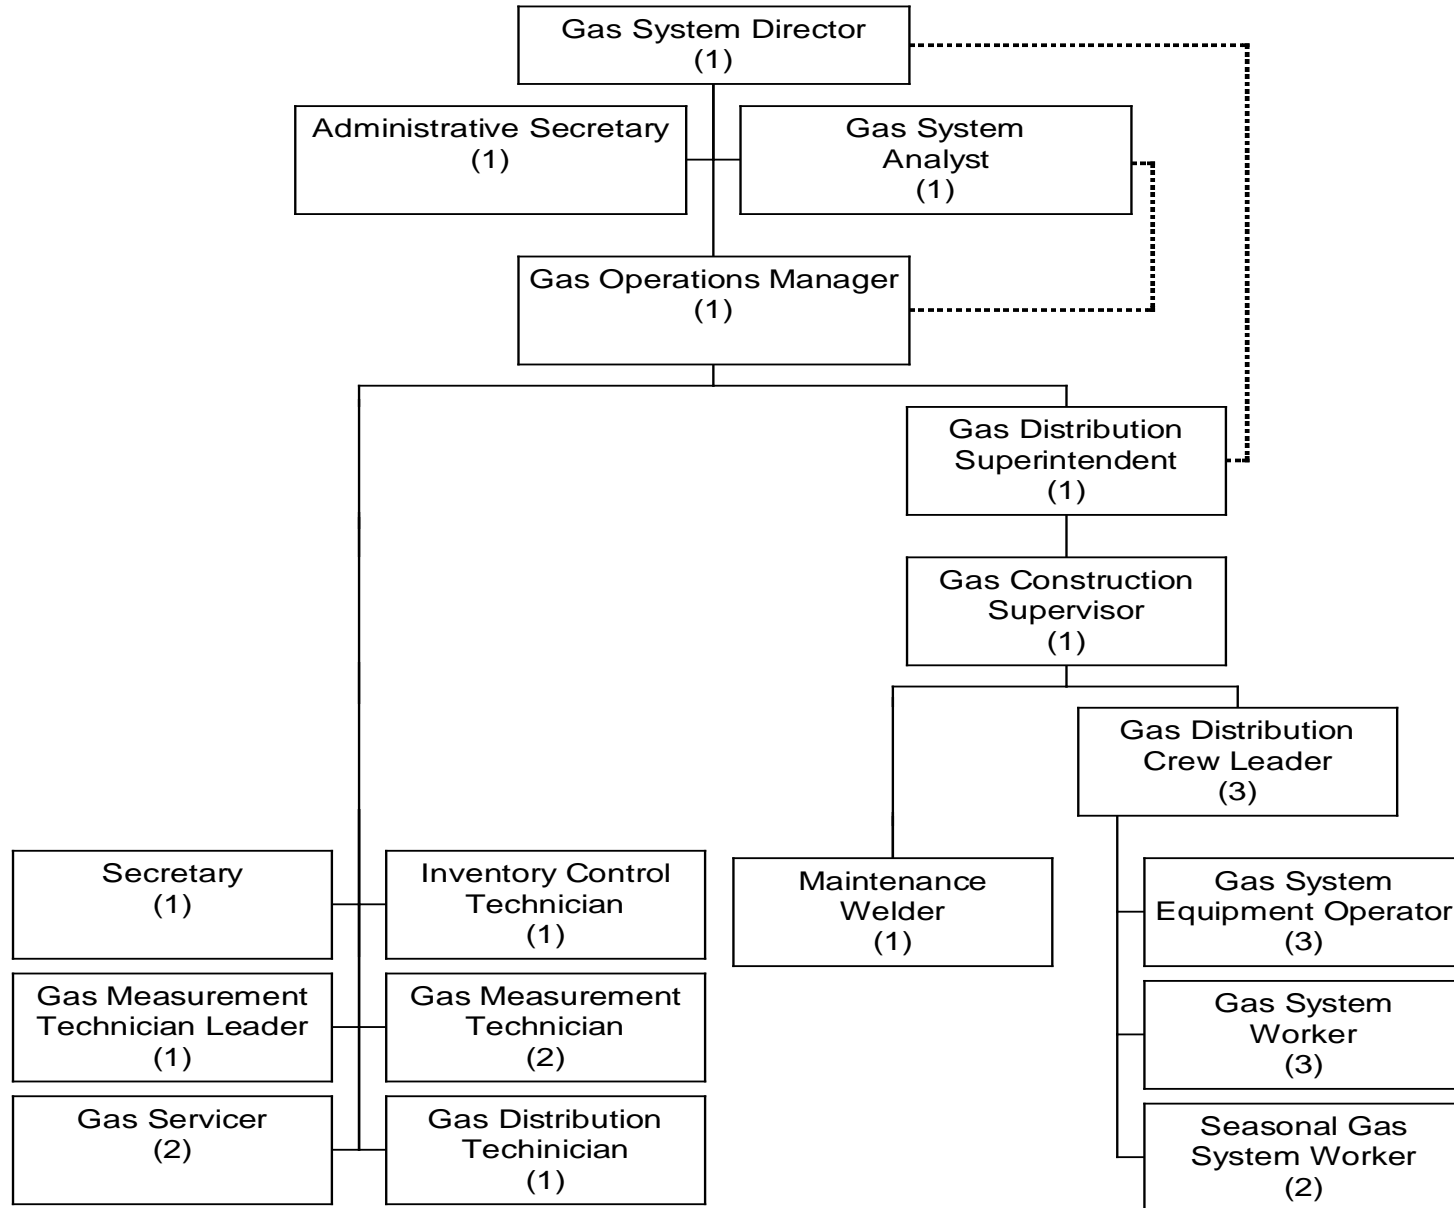 Gas System Director
(1)
Administrative Secretary
(1)
Gas System
Analyst
(1)
Gas Operations Manager
(1)
Gas Distribution
Superintendent
(1)
Gas Construction
Supervisor
(1)
Gas Distribution
Crew Leader
(3)
Secretary
(1)
Inventory Control
Technician
(1)
Maintenance
Welder
(1)
Gas System
Equipment Operator
(3)
Gas Measurement
Technician Leader
(1)
Gas Measurement
Technician
(2)
Gas System
Worker
(3)
Gas Servicer
(2)
Gas Distribution
Techinician
(1)
Seasonal Gas
System Worker
(2)